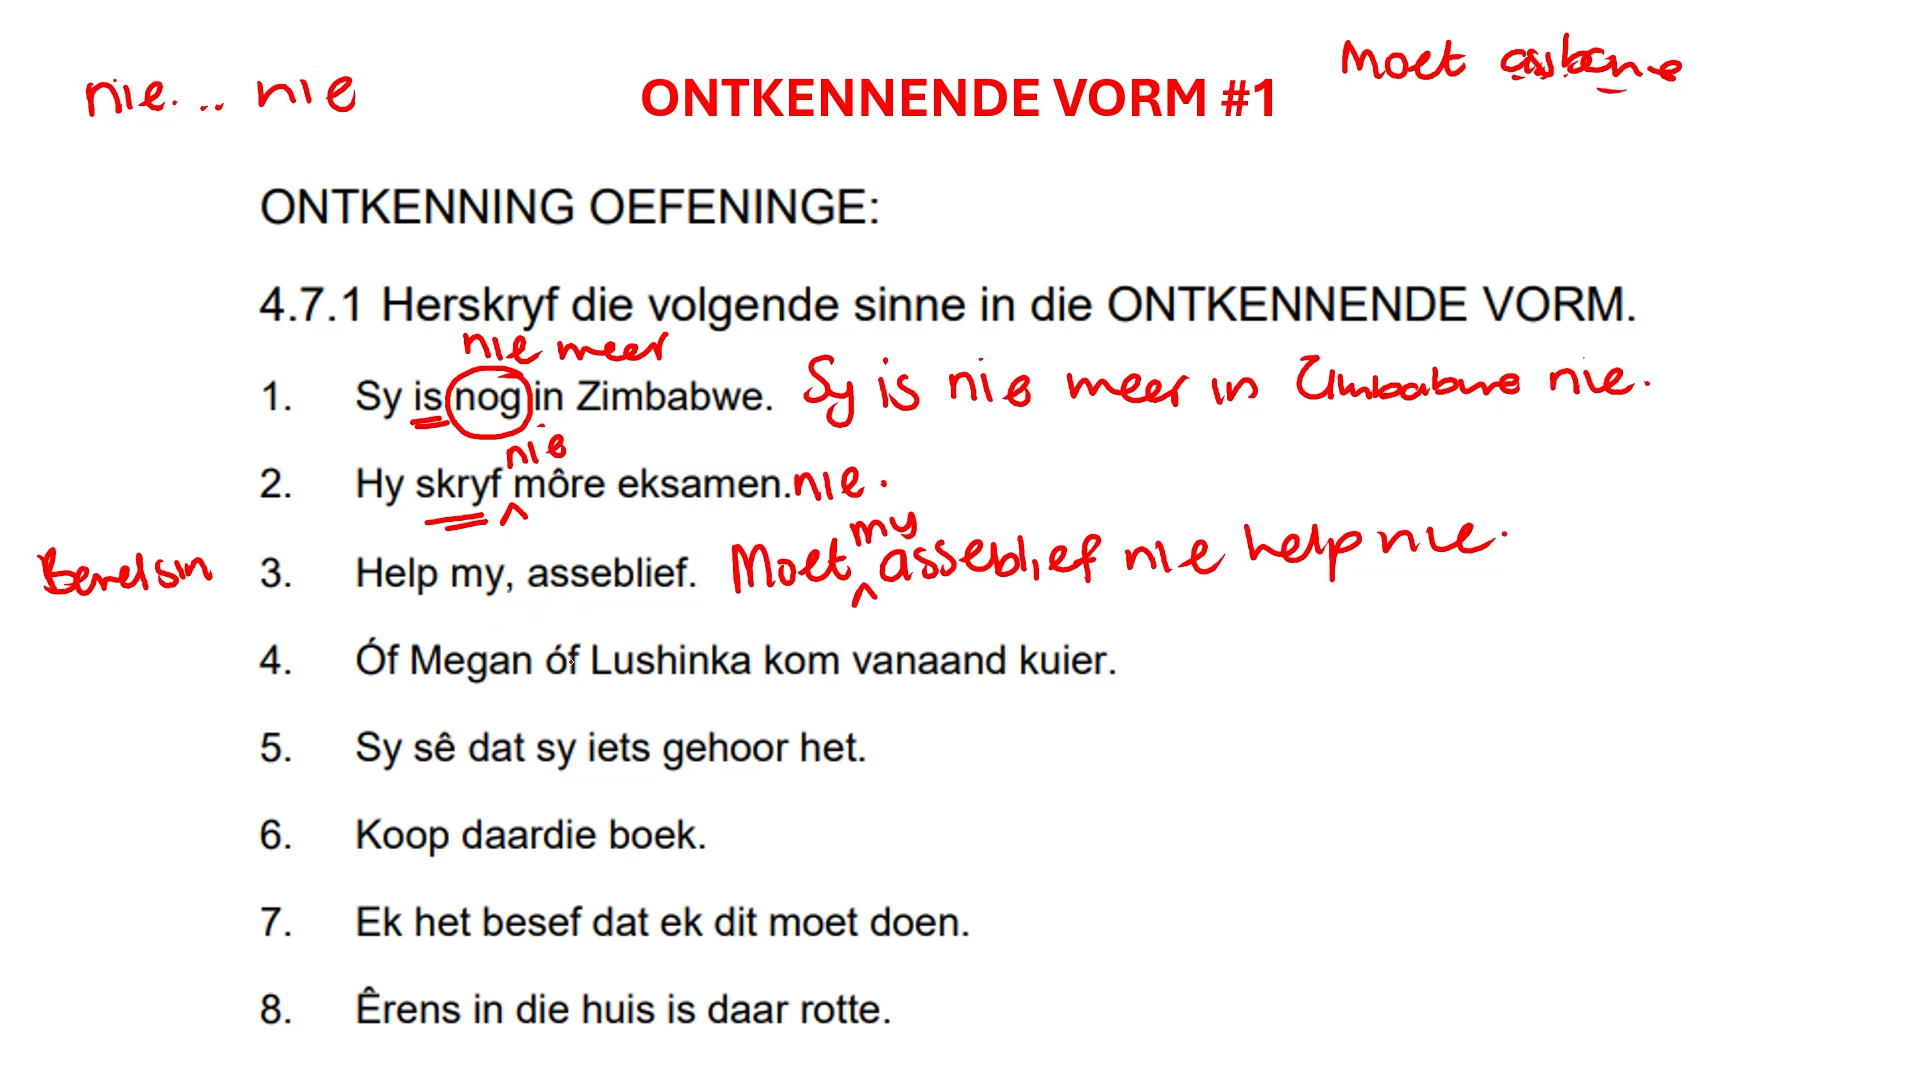 nie... nie
ONTKENNENDE VORM #1
Moet
ONTKENNING OEFENINGE:
4.7.1 Herskryf die volgende sinne in die ONTKENNENDE VORM.
nie meer
1. Sy is nog in Zimbabwe. Sy is nie meer in Zimbabwe nie.
nie
2. Hy skryf môre eksamen. nie.
my
Bevelsin 3. Help my, asseblief. Moet ^ asseblief nie help nie.
4. Óf Megan óf Lushinka kom vanaand kuier.
5. Sy sê dat sy iets gehoor het.
6. Koop daardie boek.
7. Ek het besef dat ek dit moet doen.
8. Êrens in die huis is daar rotte.